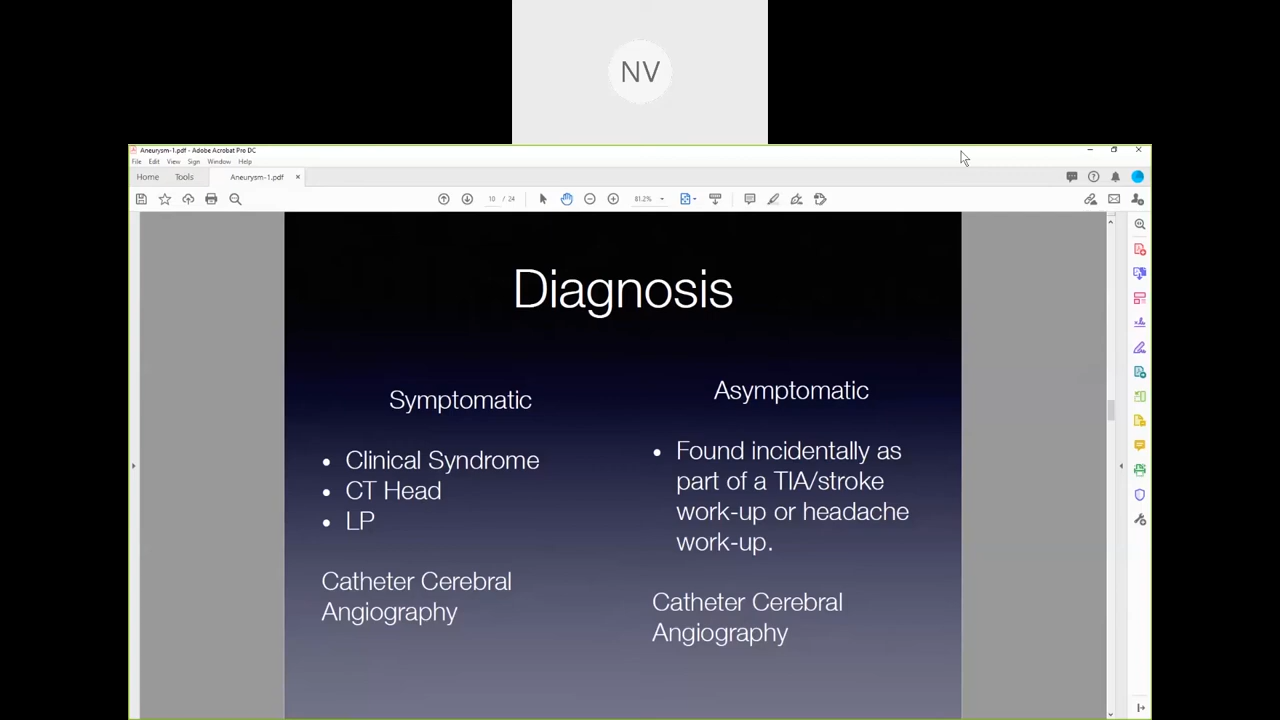 NV
Aneurysm-1.pdf - Adobe Acrobat Pro DC
File Edit View Sign Window Help
Home Tools Aneurysm-1.pdf ×
10 / 24 81.2%
Diagnosis
Symptomatic
• Clinical Syndrome
• CT Head
• LP
Catheter Cerebral
Angiography
Asymptomatic
• Found incidentally as
part of a TIA/stroke
work-up or headache
work-up.
Catheter Cerebral
Angiography